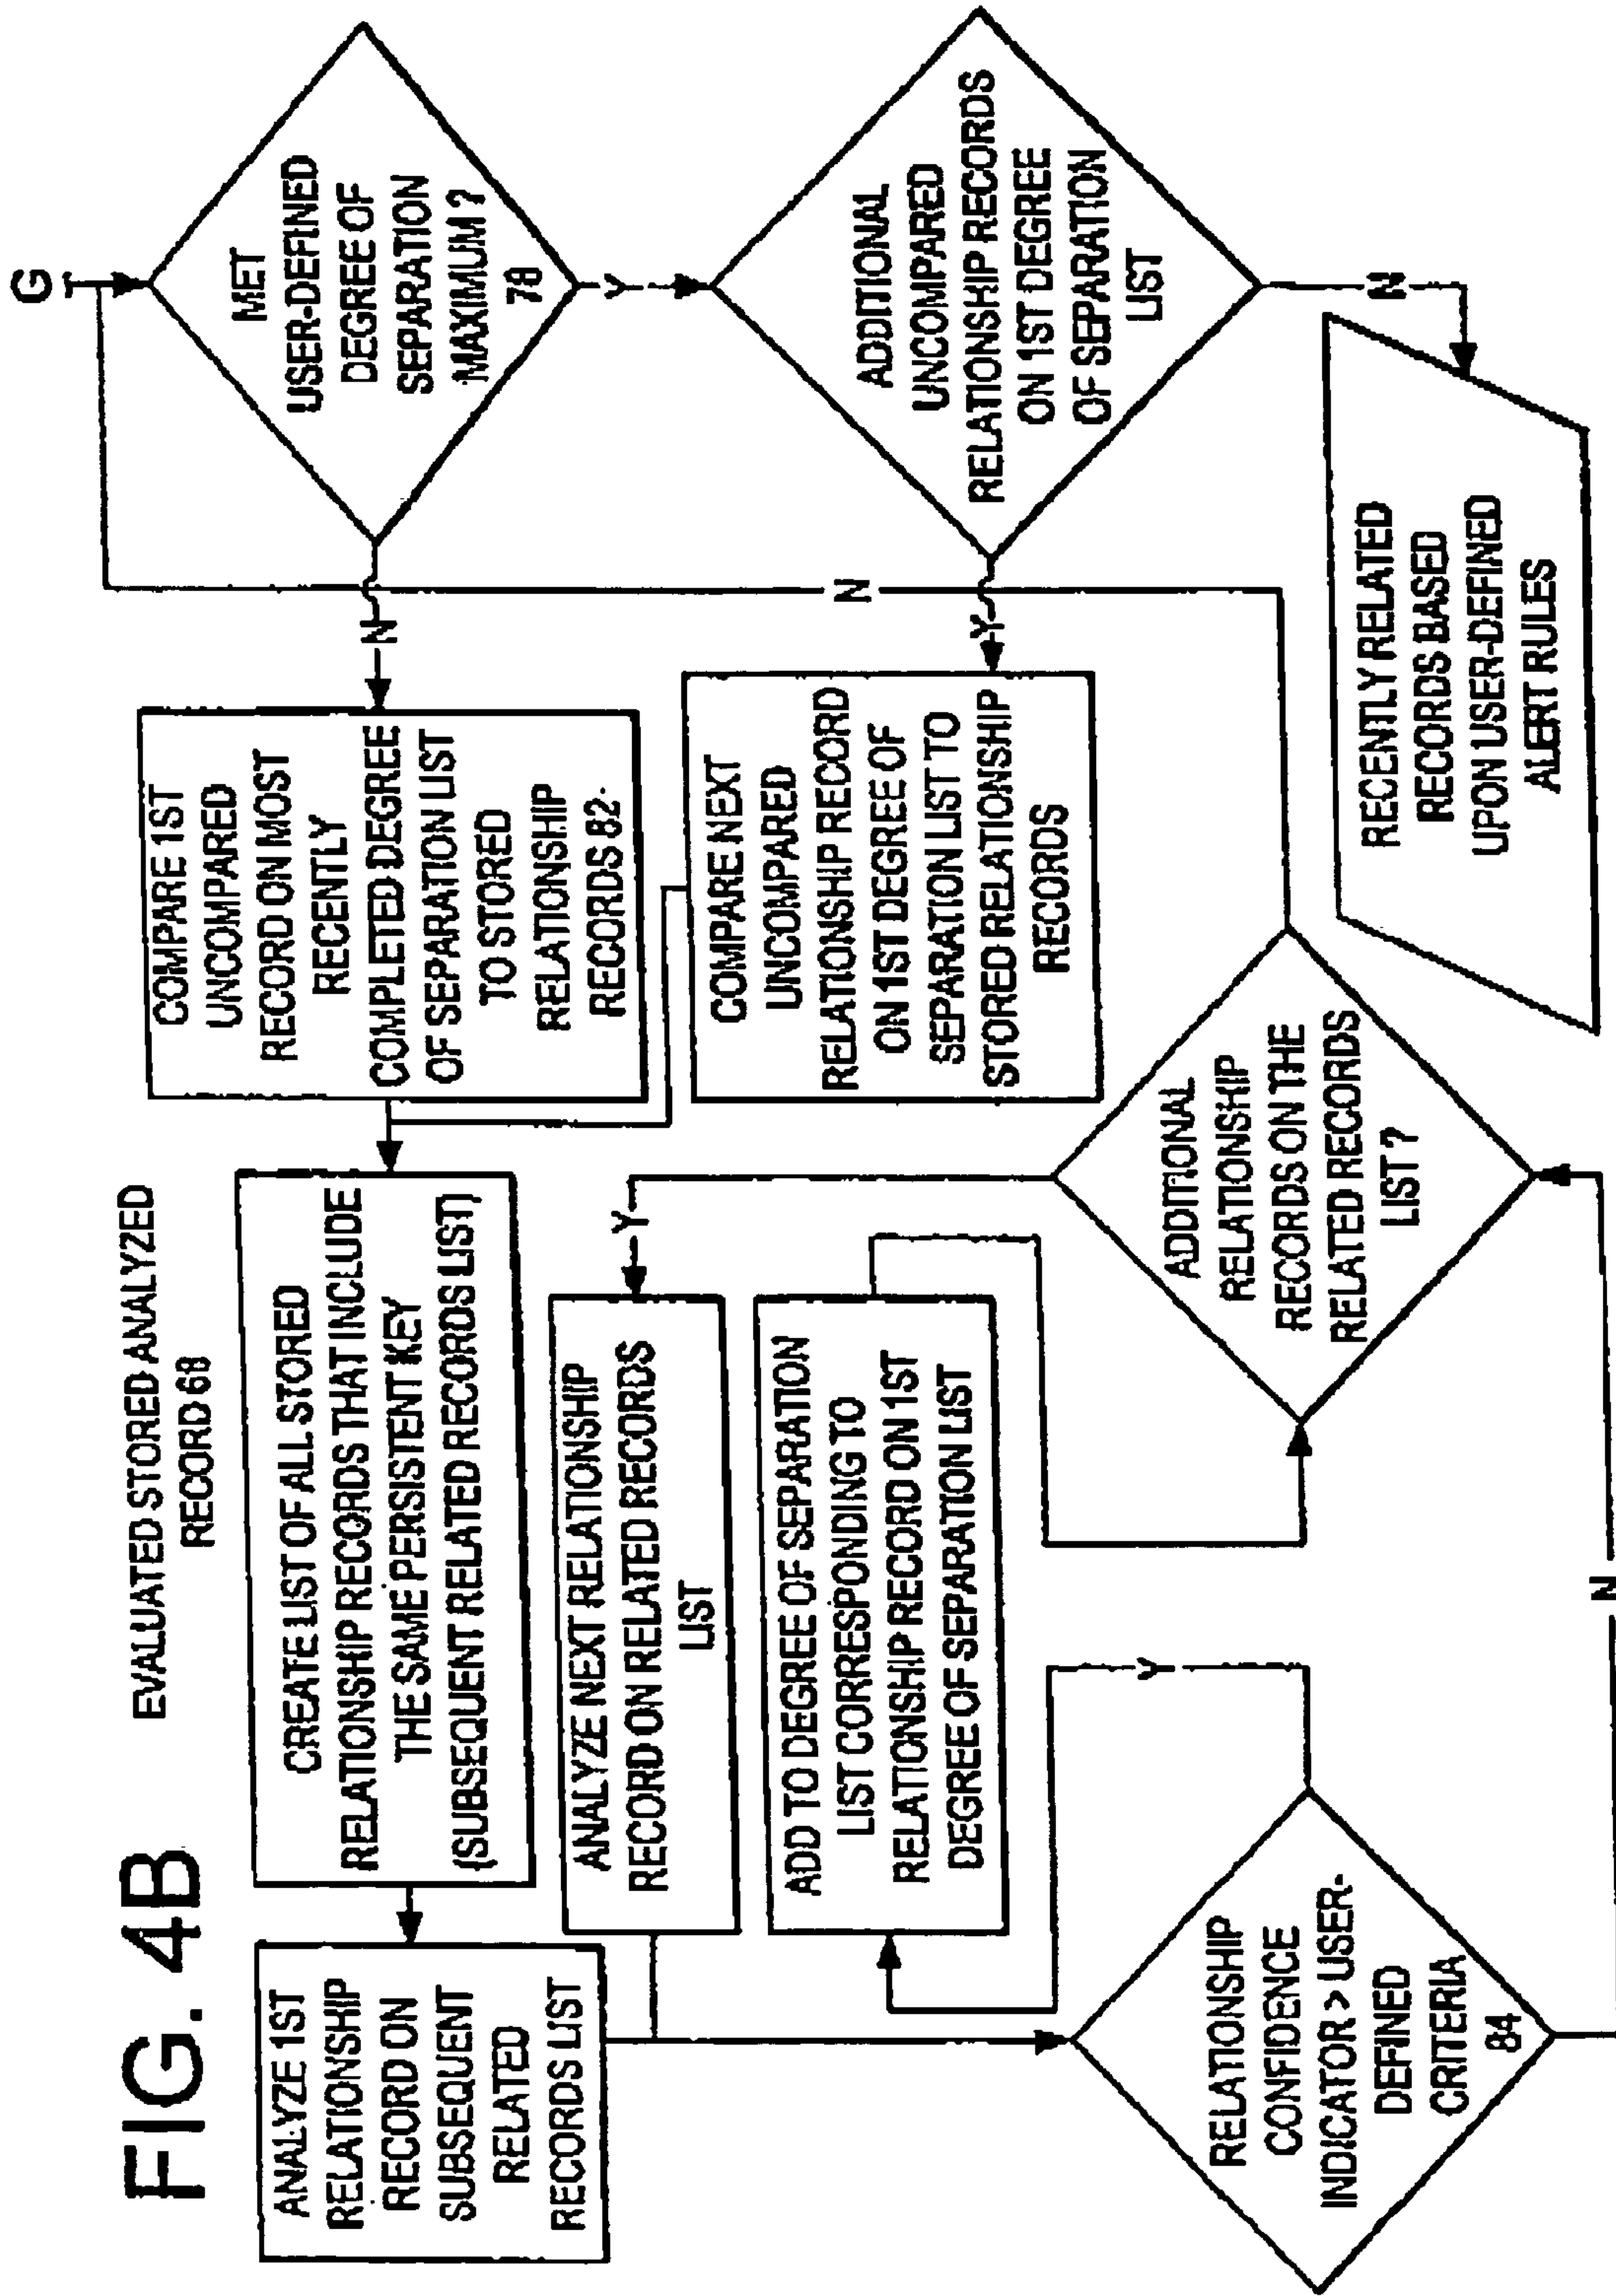 FIG. 4B
EVALUATED STORED ANALYZED
RECORD 68
G
MET
USER-DEFINED
DEGREE OF
SEPARATION
MAXIMUM ?
78
N
Y
COMPARE 1ST
UNCOMPARED
RECORD ON MOST
RECENTLY
COMPLETED DEGREE
OF SEPARATION LIST
TO STORED
RELATIONSHIP
RECORDS 82
ADDITIONAL
UNCOMPARED
RELATIONSHIP RECORDS
ON 1ST DEGREE
OF SEPARATION
LIST
Y
N
COMPARE NEXT
UNCOMPARED
RELATIONSHIP RECORD
ON 1ST DEGREE OF
SEPARATION LIST TO
STORED RELATIONSHIP
RECORDS
RECENTLY RELATED
RECORDS BASED
UPON USER-DEFINED
ALERT RULES
CREATE LIST OF ALL STORED
RELATIONSHIP RECORDS THAT INCLUDE
THE SAME PERSISTENT KEY
(SUBSEQUENT RELATED RECORDS LIST)
ANALYZE 1ST
RELATIONSHIP
RECORD ON
SUBSEQUENT
RELATED
RECORDS LIST
ANALYZE NEXT RELATIONSHIP
RECORD ON RELATED RECORDS
LIST
ADD TO DEGREE OF SEPARATION
LIST CORRESPONDING TO
RELATIONSHIP RECORD ON 1ST
DEGREE OF SEPARATION LIST
RELATIONSHIP
CONFIDENCE
INDICATOR > USER-
DEFINED
CRITERIA
84
Y
N
ADDITIONAL
RELATIONSHIP
RECORDS ON THE
RELATED RECORDS
LIST ?
Y
N